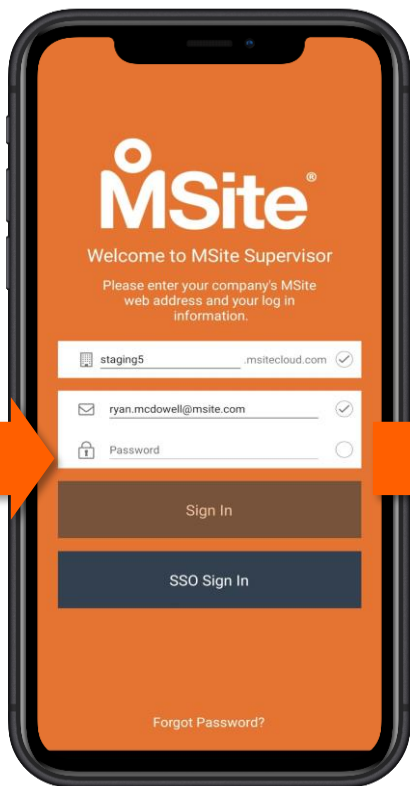 MSite®
Welcome to MSite Supervisor
Please enter your company's MSite
web address and your log in
information.
staging5 .msitecloud.com
ryan.mcdowell@msite.com
Password
Sign In
SSO Sign In
Forgot Password?